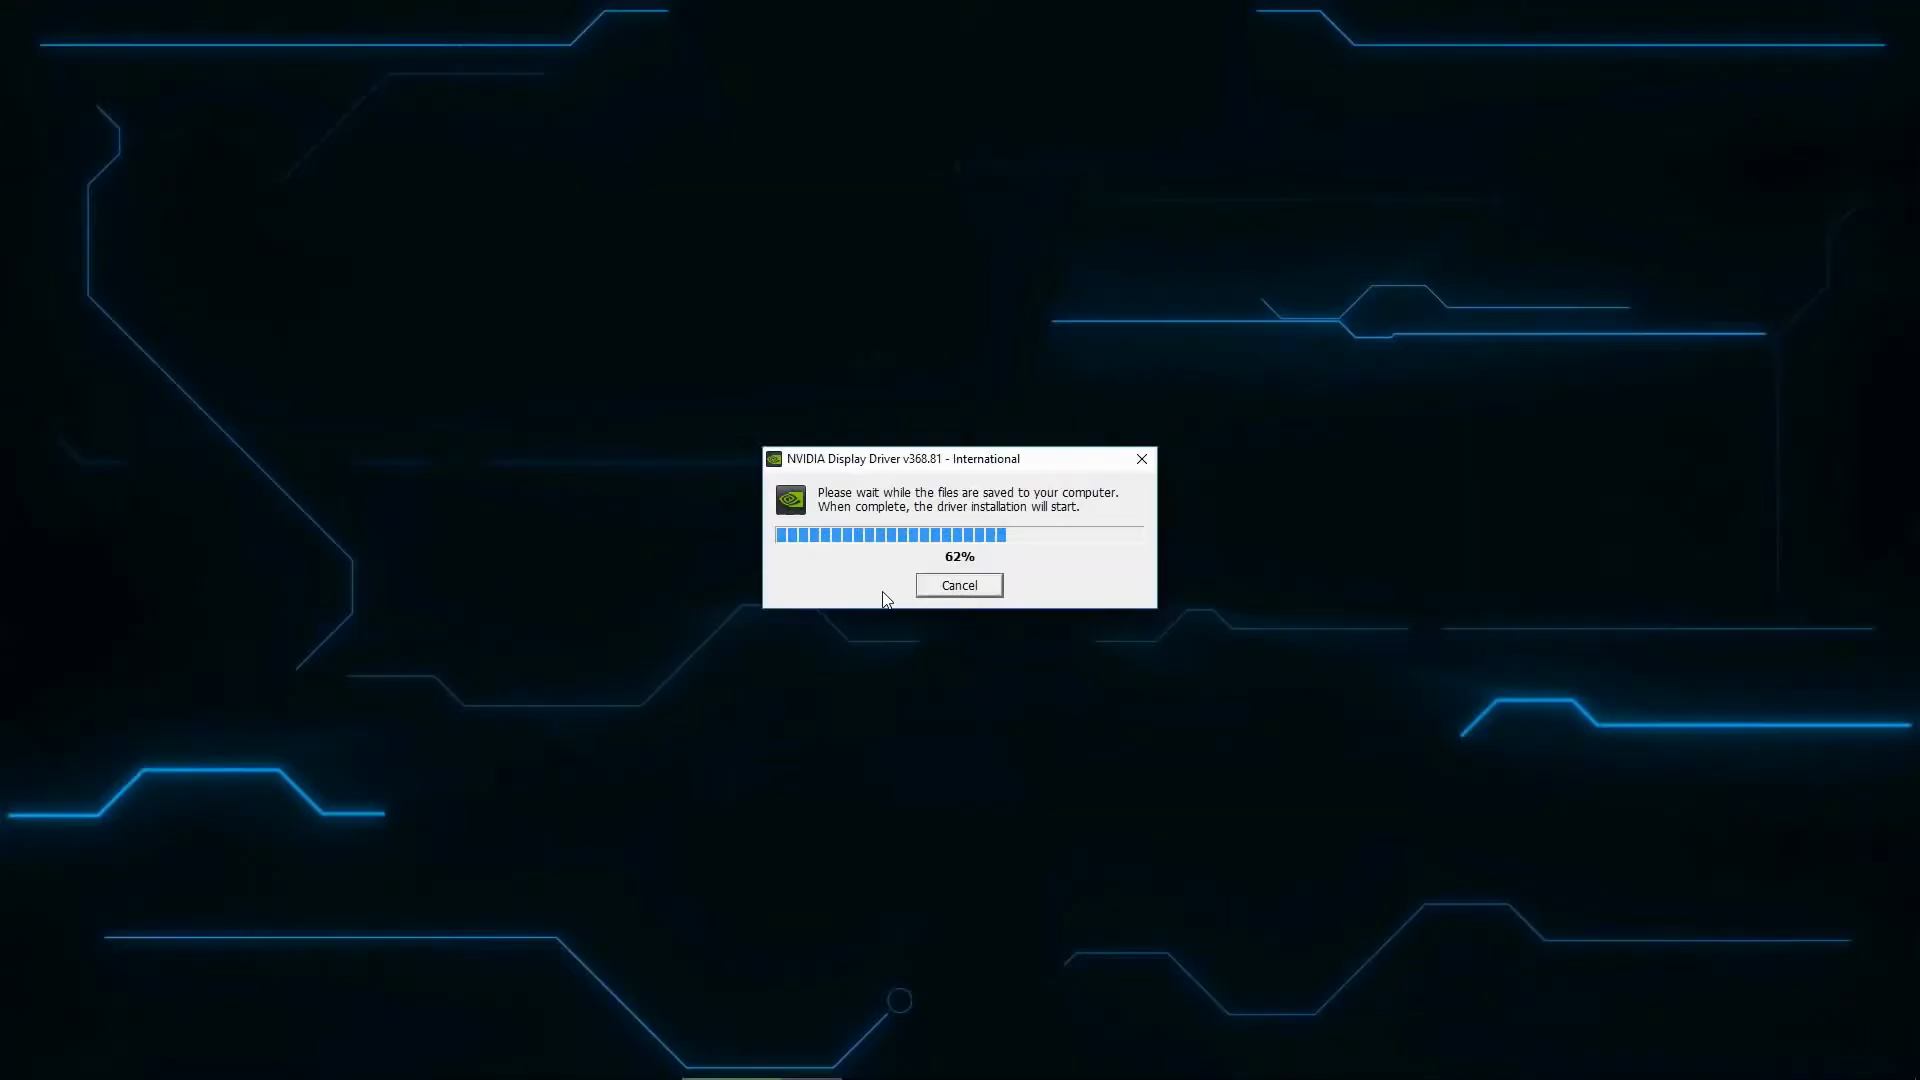 NVIDIA Display Driver v368.81 - International
Please wait while the files are saved to your computer.
When complete, the driver installation will start.
62%
Cancel